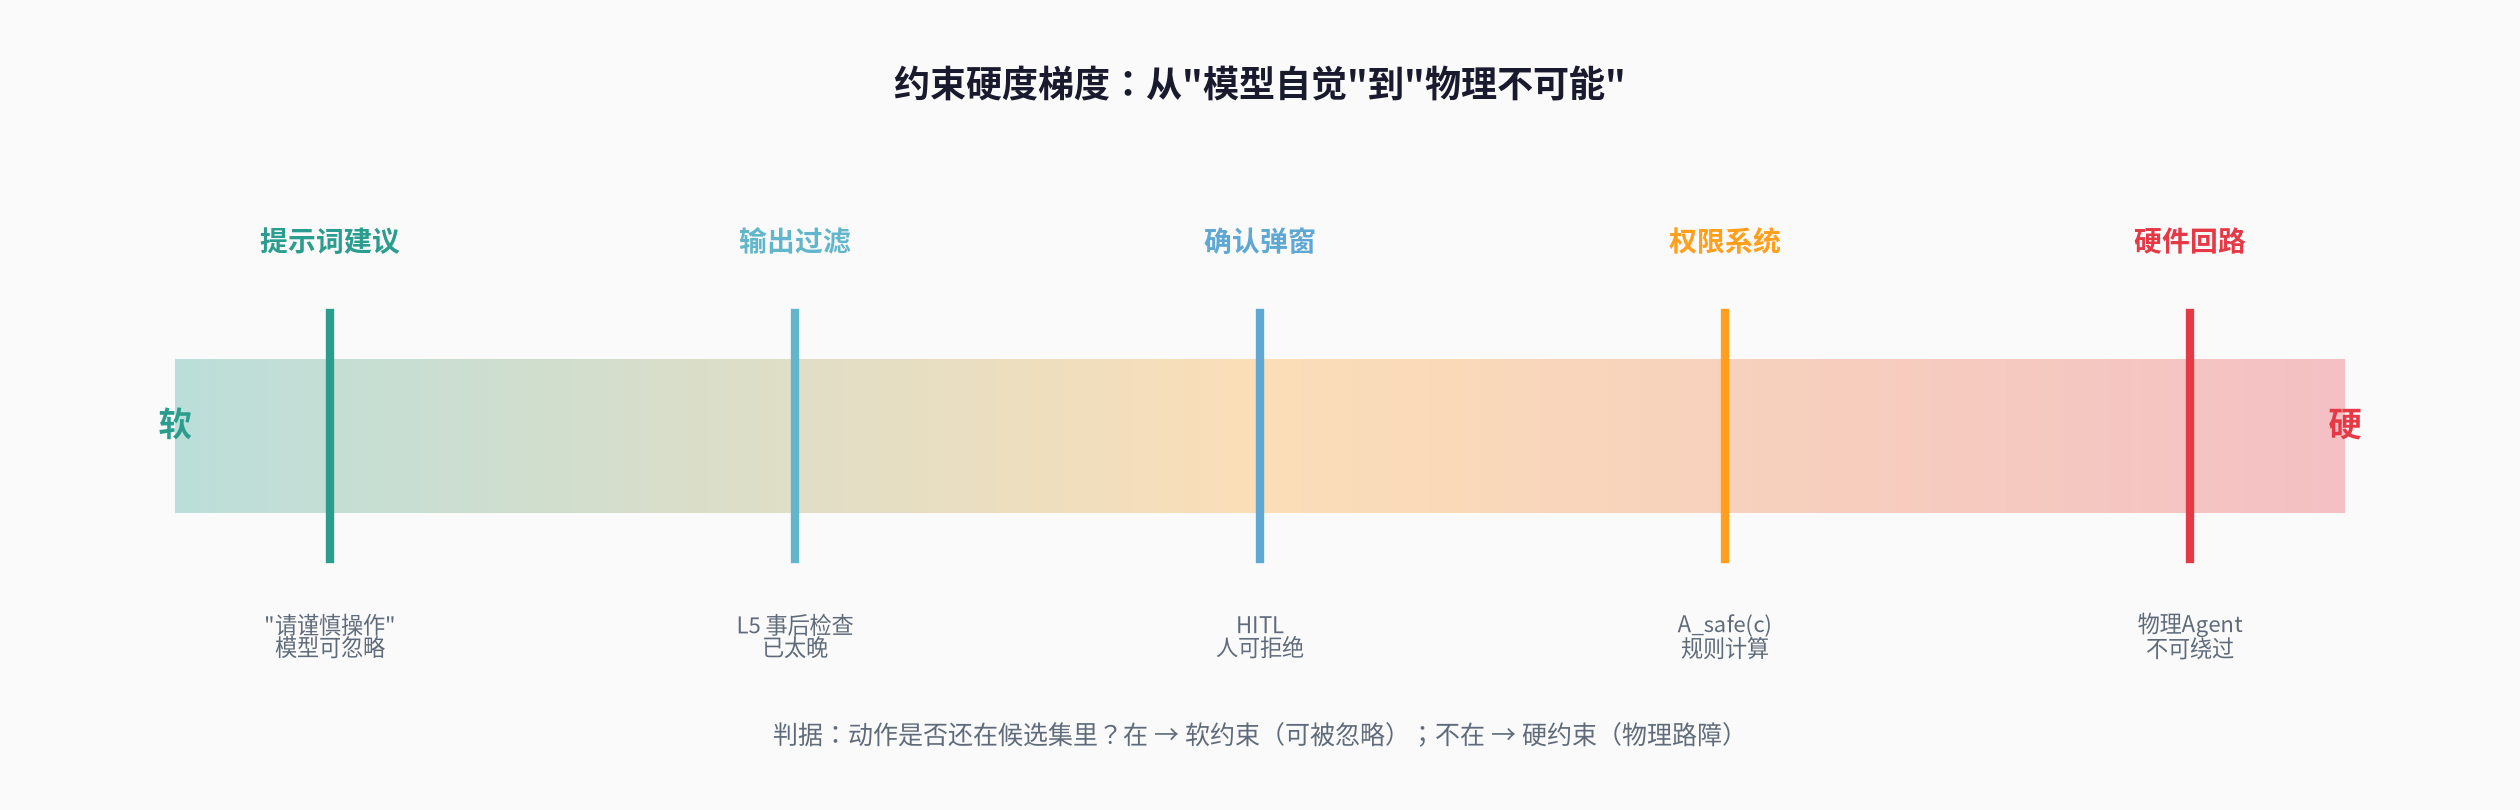 约束硬度梯度：从"模型自觉"到"物理不可能"
提示词建议
输出过滤
确认弹窗
权限系统
硬件回路
软
硬
"请谨慎操作"
模型可忽略
L5 事后检查
已太晚
HITL
人可拒绝
A_safe(c)
规则计算
物理Agent
不可绕过
判据：动作是否还在候选集里？在 → 软约束（可被忽略）；不在 → 硬约束（物理路障）